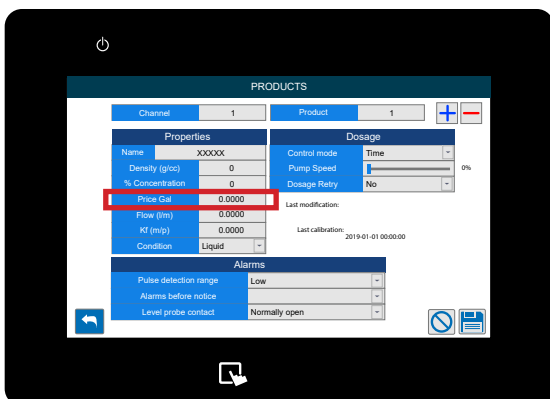 PRODUCTS
Channel 1 Product 1
Properties
Name XXXXX
Density (g/cc) 0
% Concentration 0
Price Gal 0.0000
Flow (l/m) 0.0000
Kf (m/p) 0.0000
Condition Liquid
Dosage
Control mode Time
Pump Speed 0%
Dosage Retry No
Last modification:
Last calibration: 2019-01-01 00:00:00
Alarms
Pulse detection range Low
Alarms before notice
Level probe contact Normally open